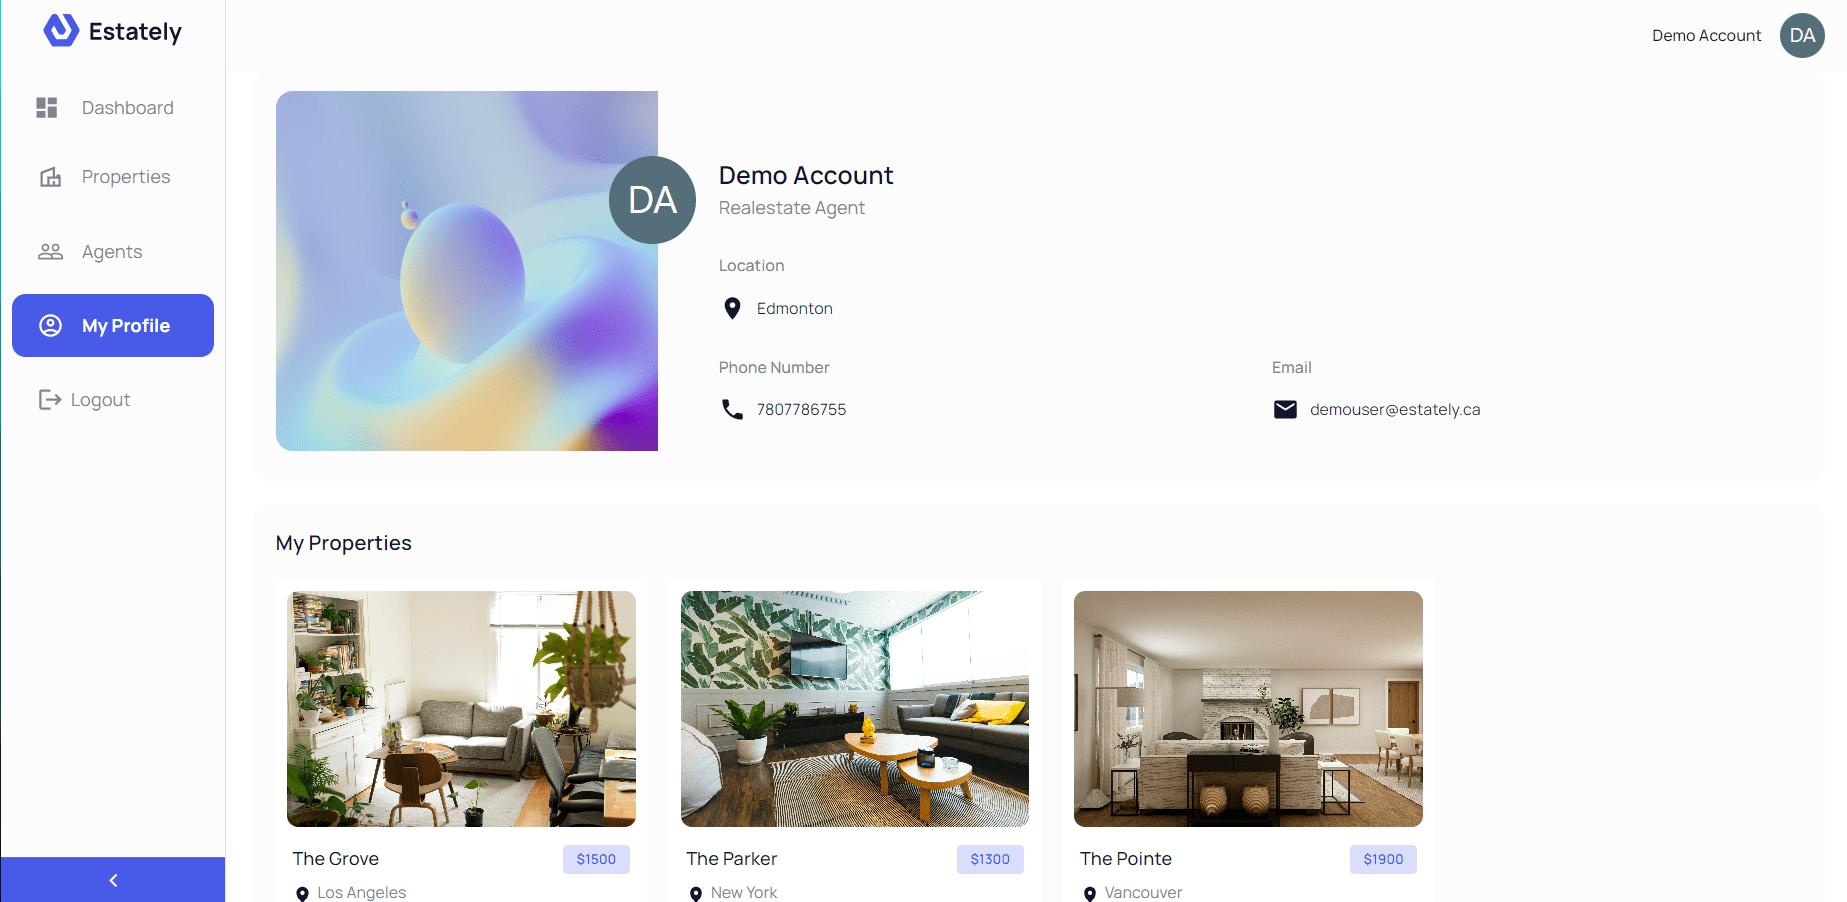 Estately
Demo Account
DA
Dashboard
Properties
Agents
My Profile
Logout
DA
Demo Account
Realestate Agent
Location
Edmonton
Phone Number
Email
7807786755
demouser@estately.ca
My Properties
The Grove
$1500
Los Angeles
The Parker
$1300
New York
The Pointe
$1900
Vancouver